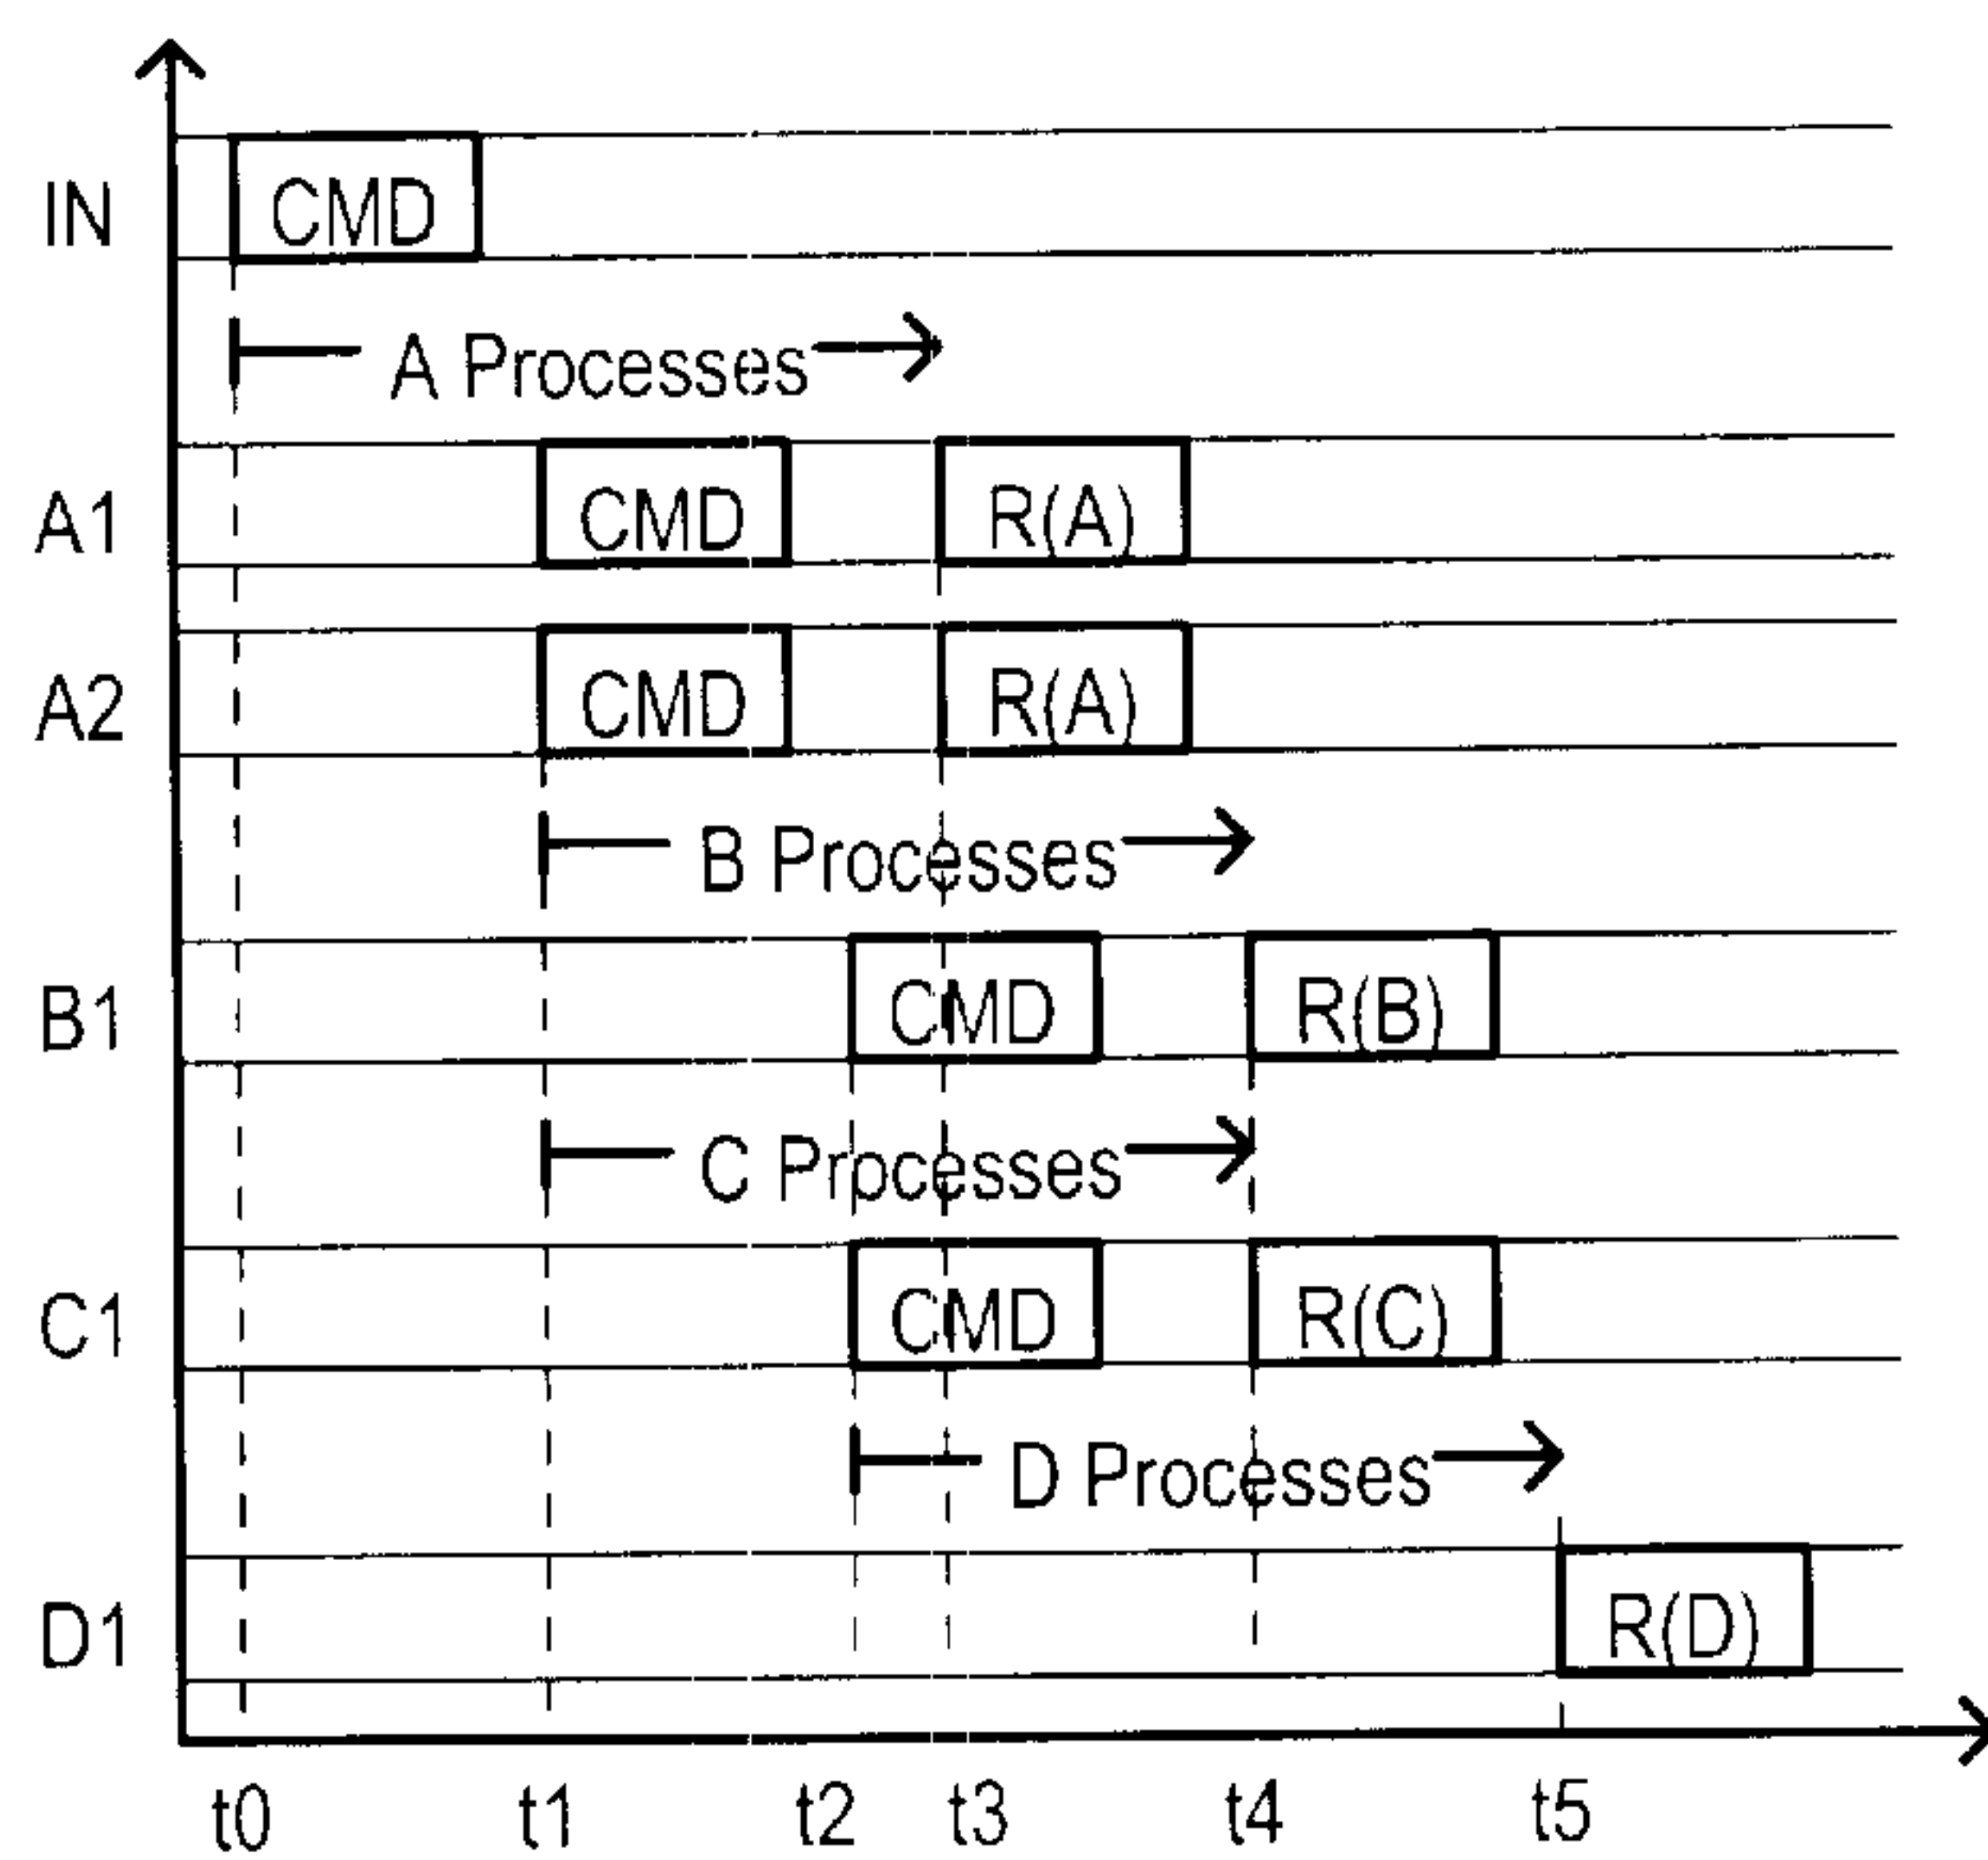 IN CMD
A Processes
A1 CMD R(A)
A2 CMD R(A)
B Processes
B1 CMD R(B)
C Processes
C1 CMD R(C)
D Processes
D1 R(D)
t0 t1 t2 t3 t4 t5